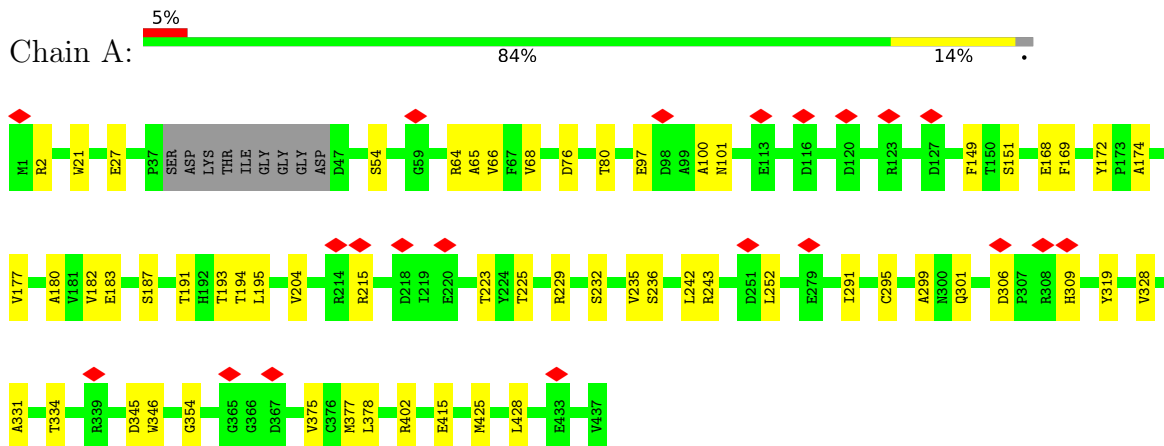 5%
Chain A:
84% 14% •
M1 R2 W21 E27 P37 SER ASP LYS THR ILE GLY GLY GLY ASP D47 S54 G59 R64 A65 V66 F67 V68 D76 T80 E97 D98 A99 A100 N101 E113 D116 D120 R123 D127 F149 T150 S151 E168 F169 Y172 P173 A174
V177 A180 V181 V182 E183 S187 T191 H192 T193 T194 L195 V204 R214 R215 D218 I219 E220 T223 Y224 T225 R229 S232 V235 S236 L242 R243 D251 L252 E279 I291 C295 A299 N300 Q301 D306 P307 R308 H309 Y319 V328
A331 T334 R339 D345 W346 G354 G365 G366 D367 V375 C376 M377 L378 R402 E415 M425 L428 E433 V437